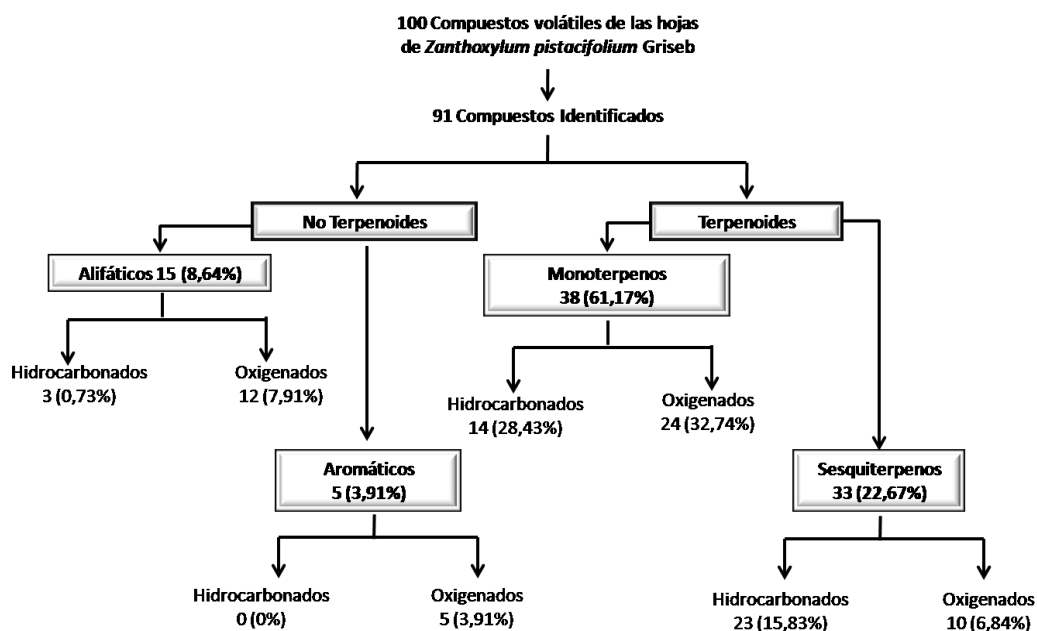 100 Compuestos volátiles de las hojas
de Zanthoxylum pistacifolium Griseb
91 Compuestos Identificados
No Terpenoides
Terpenoides
Alifáticos 15 (8,64%)
Monoterpenos
38 (61,17%)
Hidrocarbonados
3 (0,73%)
Oxigenados
12 (7,91%)
Hidrocarbonados
14 (28,43%)
Oxigenados
24 (32,74%)
Aromáticos
5 (3,91%)
Sesquiterpenos
33 (22,67%)
Hidrocarbonados
0 (0%)
Oxigenados
5 (3,91%)
Hidrocarbonados
23 (15,83%)
Oxigenados
10 (6,84%)